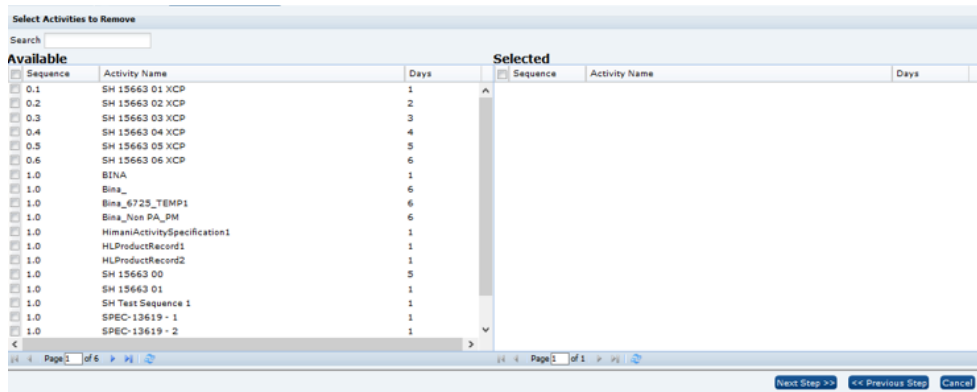 Select Activities to Remove
Search
Available Selected
Sequence Activity Name Days Sequence Activity Name Days
0.1 SH 15663 01 XCP 1
0.2 SH 15663 02 XCP 2
0.3 SH 15663 03 XCP 3
0.4 SH 15663 04 XCP 4
0.5 SH 15663 05 XCP 5
0.6 SH 15663 06 XCP 6
1.0 BINA 1
1.0 Bina_ 6
1.0 Bina_6725_TEMP1 6
1.0 Bina_Non PA_PM 6
1.0 HimaniActivitySpecification1 1
1.0 HLProductRecord1 1
1.0 HLProductRecord2 1
1.0 SH 15663 00 5
1.0 SH 15663 01 1
1.0 SH Test Sequence 1 1
1.0 SPEC-13619 - 1 1
1.0 SPEC-13619 - 2 1
Page 1 of 6 Page 1 of 1
Next Step >> << Previous Step Cancel